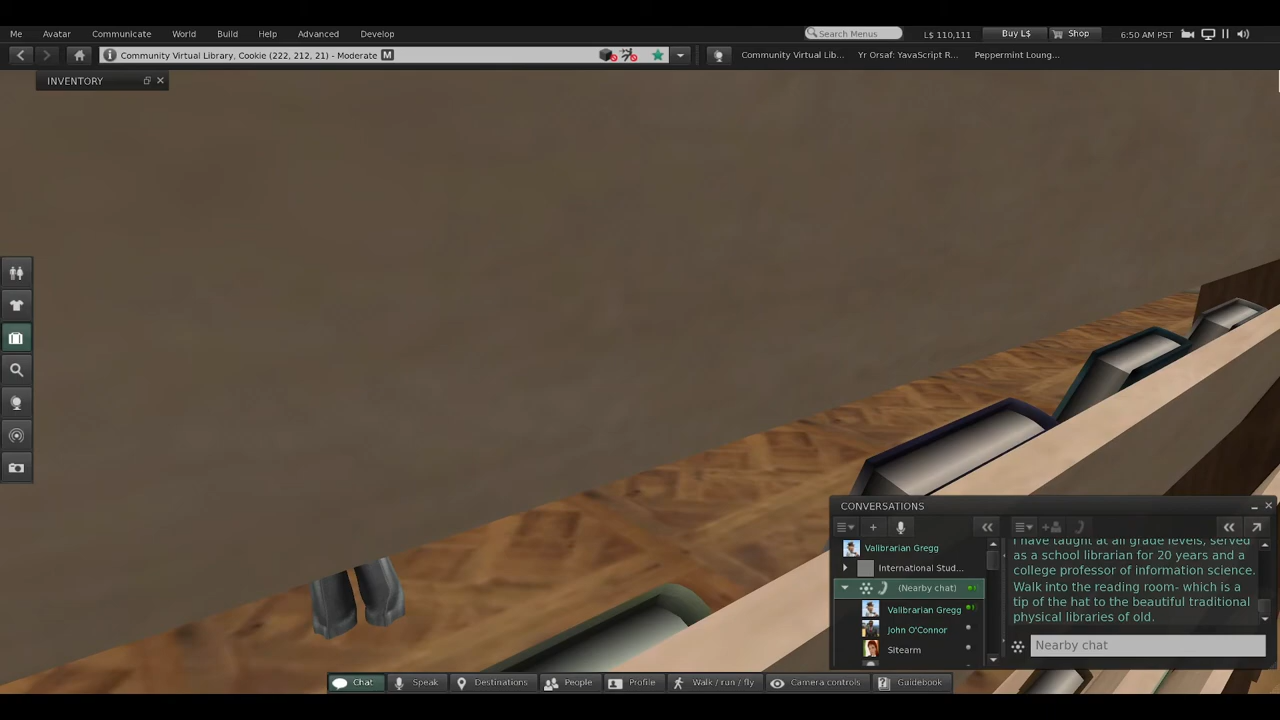 Me Avatar Communicate World Build Help Advanced Develop Search Menus L$ 110,111 Buy L$ Shop 6:50 AM PST
Community Virtual Library, Cookie (222, 212, 21) - Moderate M Community Virtual Lib... Yr Orsaf: YavaScript R... Peppermint Loung...
INVENTORY
CONVERSATIONS
Valibrarian Gregg
International Stud...
(Nearby chat)
Valibrarian Gregg
John O'Connor
Sitearm
I have taught at all grade levels, served
as a school librarian for 20 years and a
college professor of information science.
Walk into the reading room- which is a
tip of the hat to the beautiful traditional
physical libraries of old.
Nearby chat
Chat Speak Destinations People Profile Walk / run / fly Camera controls Guidebook